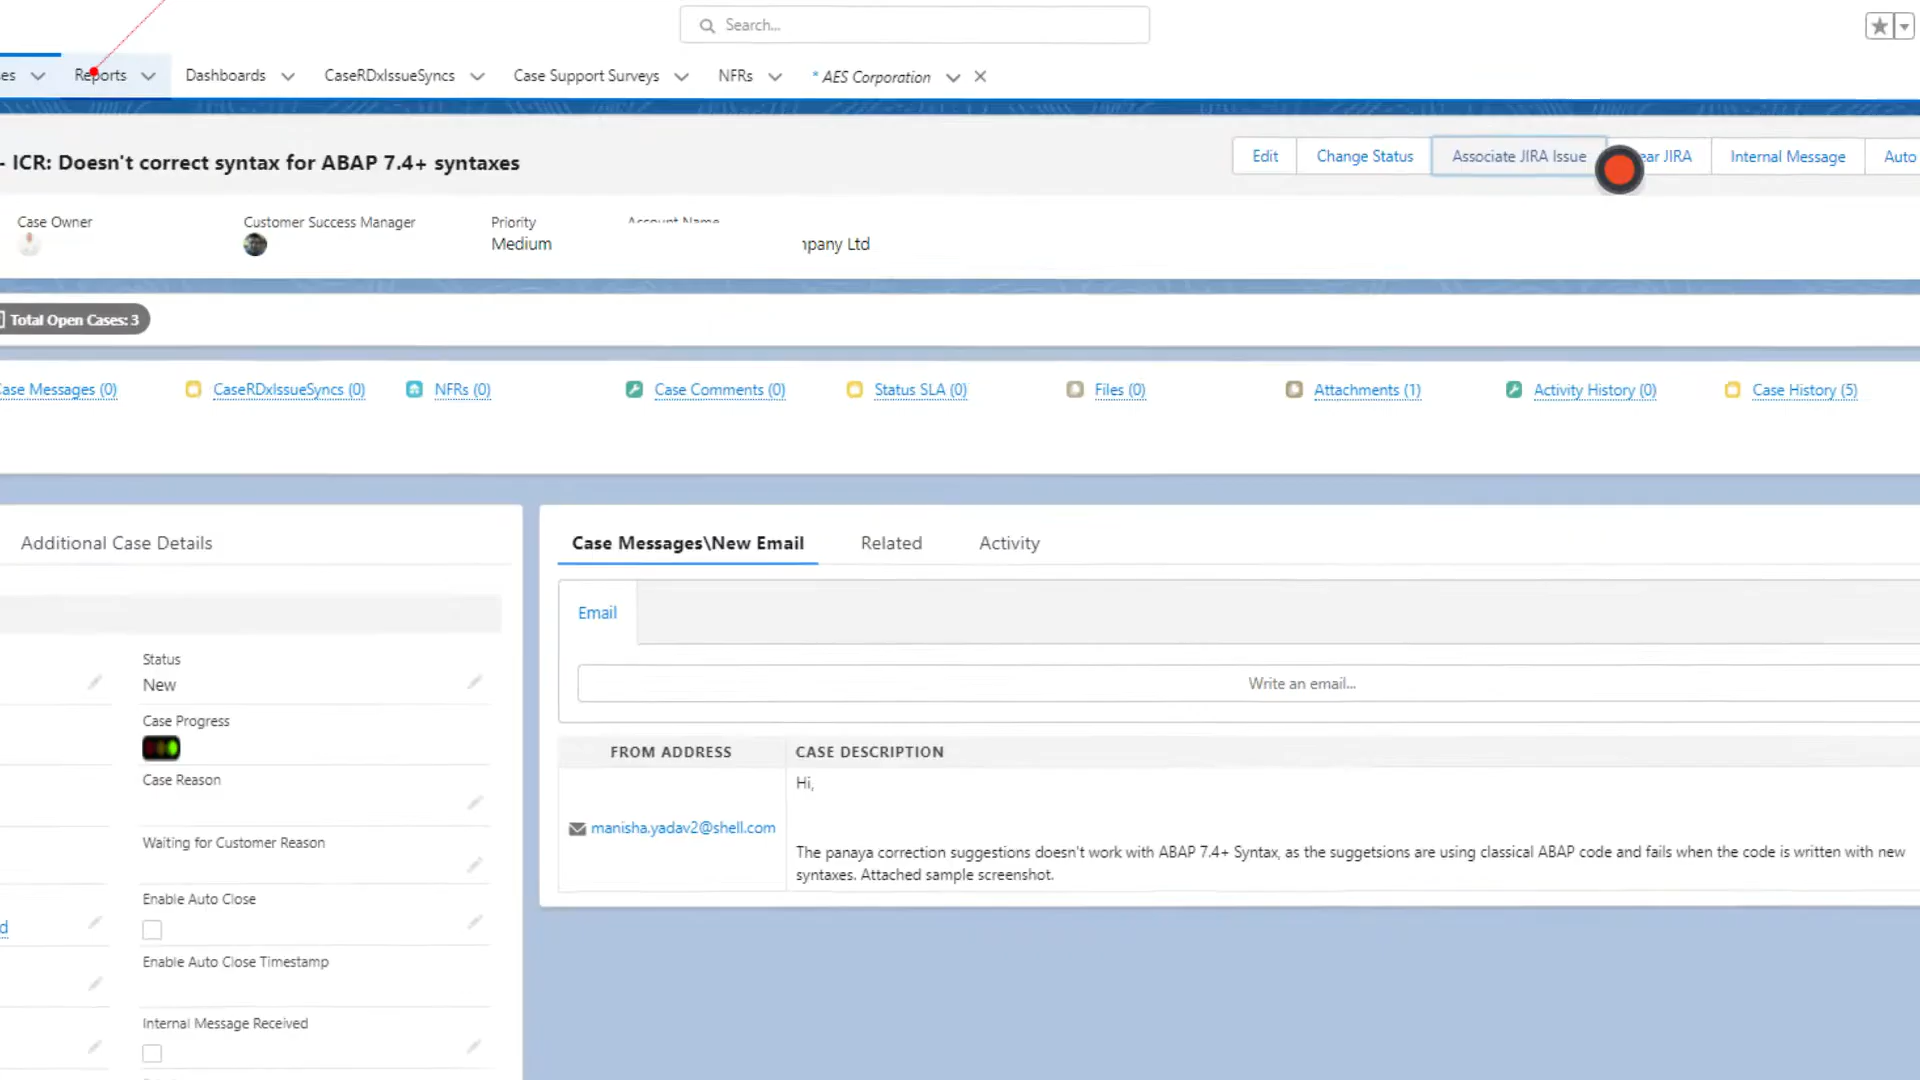 Search...
Reports
Dashboards
CaseRDxIssueSyncs
Case Support Surveys
NFRs
* AES Corporation
- ICR: Doesn't correct syntax for ABAP 7.4+ syntaxes
Edit
Change Status
Associate JIRA Issue
JIRA
Internal Message
Auto
Case Owner
Customer Success Manager
Priority
Account Name
Medium
mpany Ltd
Total Open Cases: 3
Case Messages (0)
CaseRDxIssueSyncs (0)
NFRs (0)
Case Comments (0)
Status SLA (0)
Files (0)
Attachments (1)
Activity History (0)
Case History (5)
Additional Case Details
Status
New
Case Progress
Case Reason
Waiting for Customer Reason
Enable Auto Close
Enable Auto Close Timestamp
Internal Message Received
Case Messages\New Email
Related
Activity
Email
Write an email...
FROM ADDRESS
CASE DESCRIPTION
manisha.yadav2@shell.com
Hi,
The panaya correction suggestions doesn't work with ABAP 7.4+ Syntax, as the suggetsions are using classical ABAP code and fails when the code is written with new
syntaxes. Attached sample screenshot.